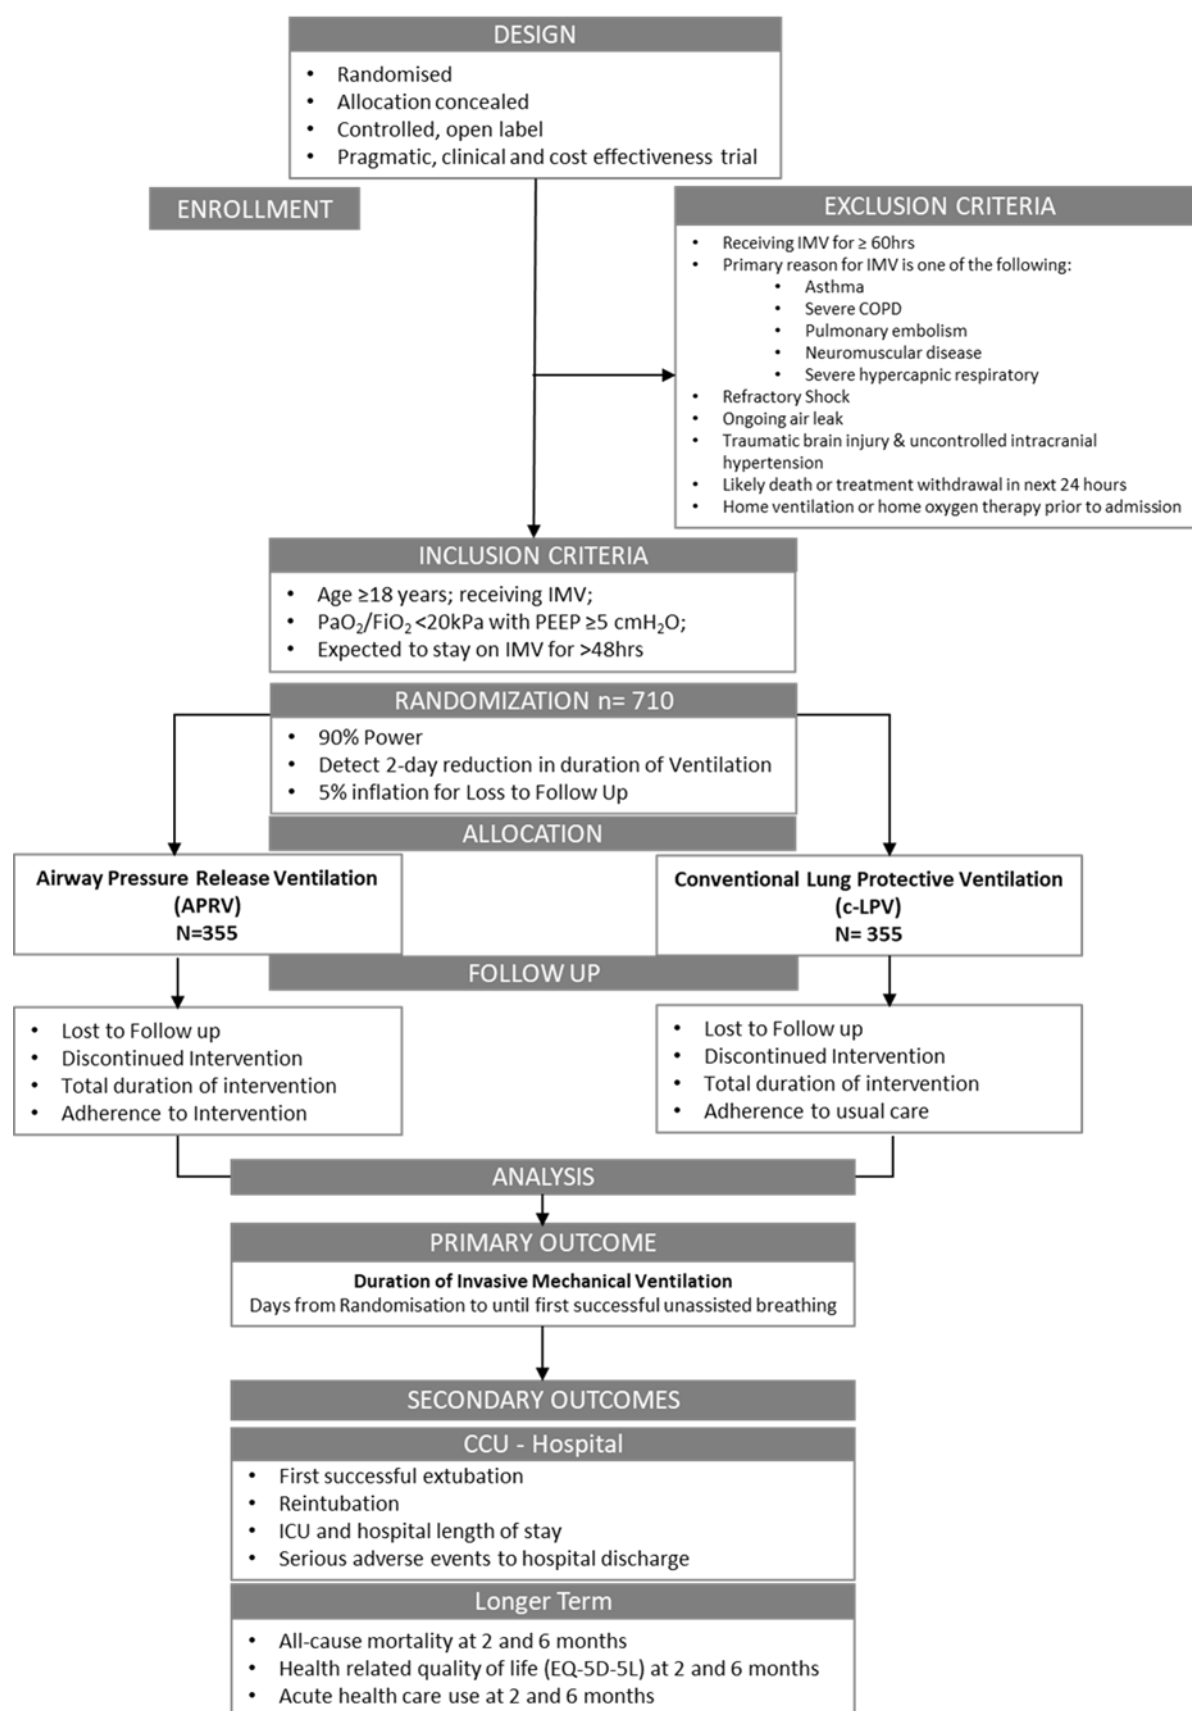 DESIGN
• Randomised
• Allocation concealed
• Controlled, open label
• Pragmatic, clinical and cost effectiveness trial
ENROLLMENT
EXCLUSION CRITERIA
• Receiving IMV for ≥ 60hrs
• Primary reason for IMV is one of the following:
• Asthma
• Severe COPD
• Pulmonary embolism
• Neuromuscular disease
• Severe hypercapnic respiratory
• Refractory Shock
• Ongoing air leak
• Traumatic brain injury & uncontrolled intracranial
hypertension
• Likely death or treatment withdrawal in next 24 hours
• Home ventilation or home oxygen therapy prior to admission
INCLUSION CRITERIA
• Age ≥18 years; receiving IMV;
• PaO₂/FiO₂ <20kPa with PEEP ≥5 cmH₂O;
• Expected to stay on IMV for >48hrs
RANDOMIZATION n= 710
• 90% Power
• Detect 2-day reduction in duration of Ventilation
• 5% inflation for Loss to Follow Up
ALLOCATION
Airway Pressure Release Ventilation
(APRV)
N=355
Conventional Lung Protective Ventilation
(c-LPV)
N= 355
FOLLOW UP
• Lost to Follow up
• Discontinued Intervention
• Total duration of intervention
• Adherence to Intervention
• Lost to Follow up
• Discontinued Intervention
• Total duration of intervention
• Adherence to usual care
ANALYSIS
PRIMARY OUTCOME
Duration of Invasive Mechanical Ventilation
Days from Randomisation to until first successful unassisted breathing
SECONDARY OUTCOMES
CCU - Hospital
• First successful extubation
• Reintubation
• ICU and hospital length of stay
• Serious adverse events to hospital discharge
Longer Term
• All-cause mortality at 2 and 6 months
• Health related quality of life (EQ-5D-5L) at 2 and 6 months
• Acute health care use at 2 and 6 months